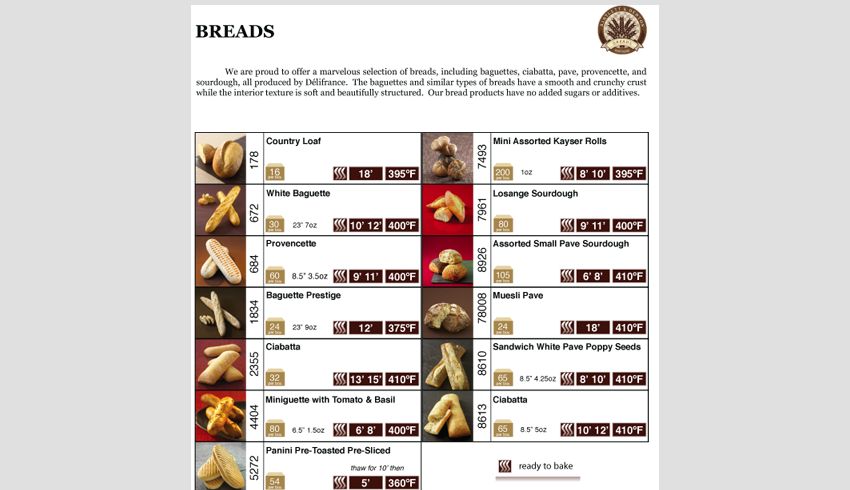 BREADS
We are proud to offer a marvelous selection of breads, including baguettes, ciabatta, pave, provencette, and
sourdough, all produced by Délifrance. The baguettes and similar types of breads have a smooth and crunchy crust
while the interior texture is soft and beautifully structured. Our bread products have no added sugars or additives.
178
Country Loaf
16 per box
18' 395°F
7493
Mini Assorted Kayser Rolls
200 per box
1oz
8' 10' 395°F
672
White Baguette
30 per box
23" 7oz
10' 12' 400°F
7961
Losange Sourdough
80 per box
9' 11' 400°F
684
Provencette
60 per box
8.5" 3.5oz
9' 11' 400°F
8926
Assorted Small Pave Sourdough
105 per box
6' 8' 410°F
1834
Baguette Prestige
24 per box
23" 9oz
12' 375°F
78008
Muesli Pave
24 per box
18' 410°F
2355
Ciabatta
32 per box
13' 15' 410°F
8610
Sandwich White Pave Poppy Seeds
65 per box
8.5" 4.25oz
8' 10' 410°F
4404
Miniguette with Tomato & Basil
80 per box
6.5" 1.5oz
6' 8' 400°F
8613
Ciabatta
65 per box
8.5" 5oz
10' 12' 410°F
5272
Panini Pre-Toasted Pre-Sliced
thaw for 10' then
54 per box
5' 360°F
ready to bake